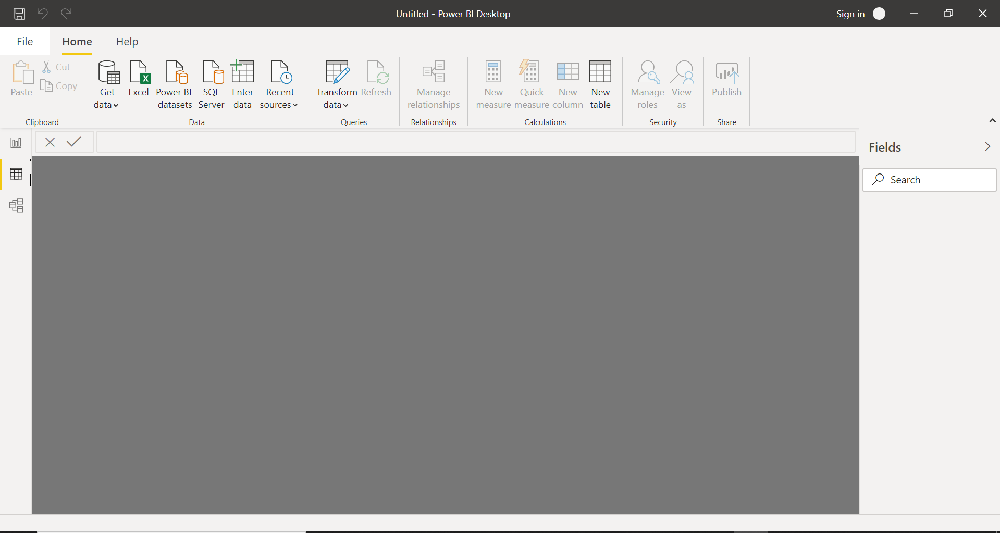 Untitled - Power BI Desktop
Sign in
File
Home
Help
Paste
Cut
Copy
Clipboard
Get
data
Excel
Power BI
datasets
SQL
Server
Enter
data
Recent
sources
Data
Transform
data
Refresh
Queries
Manage
relationships
Relationships
New
measure
Quick
measure
New
column
New
table
Calculations
Manage
roles
View
as
Security
Publish
Share
Fields
Search